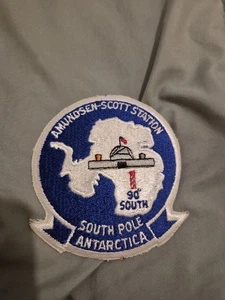 AMUNDSEN-SCOTT STATION
90
SOUTH
SOUTH POLE
ANTARCTICA